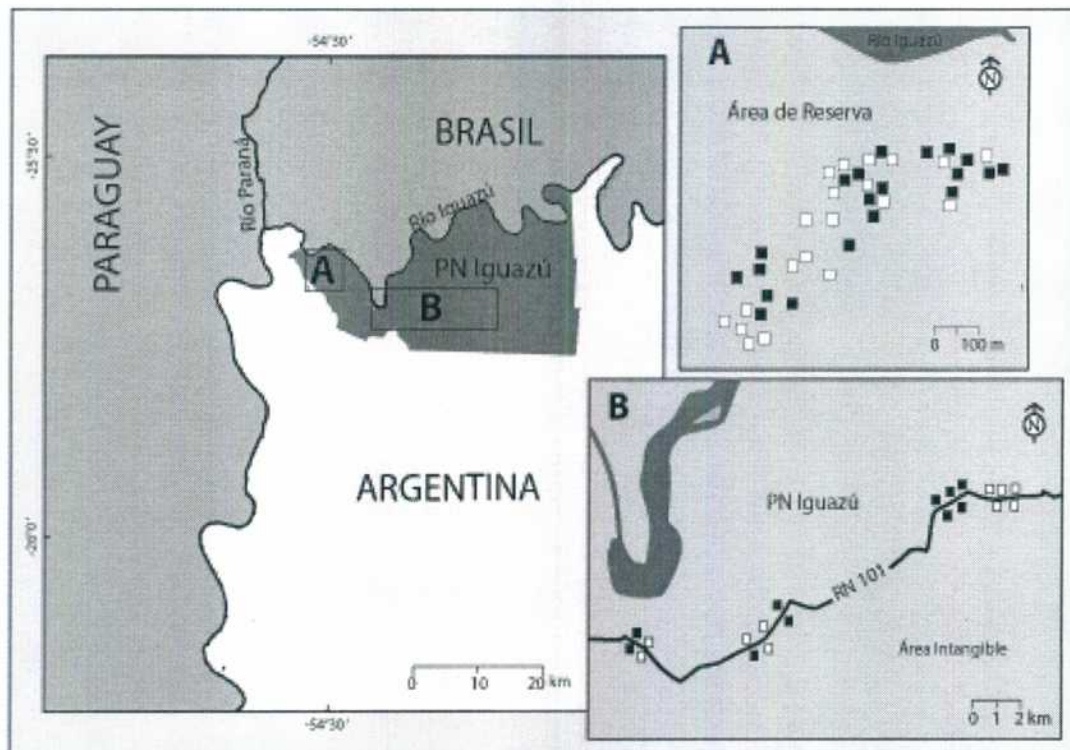 -54°30'
-25°30'
-26°0'
PARAGUAY
Río Paraná
BRASIL
Río Iguazú
PN Iguazú
A
B
ARGENTINA
0 10 20 km
-54°30'
A
Río Iguazú
N
Área de Reserva
0 100 m
B
N
PN Iguazú
RN 101
Área Intangible
0 1 2 km